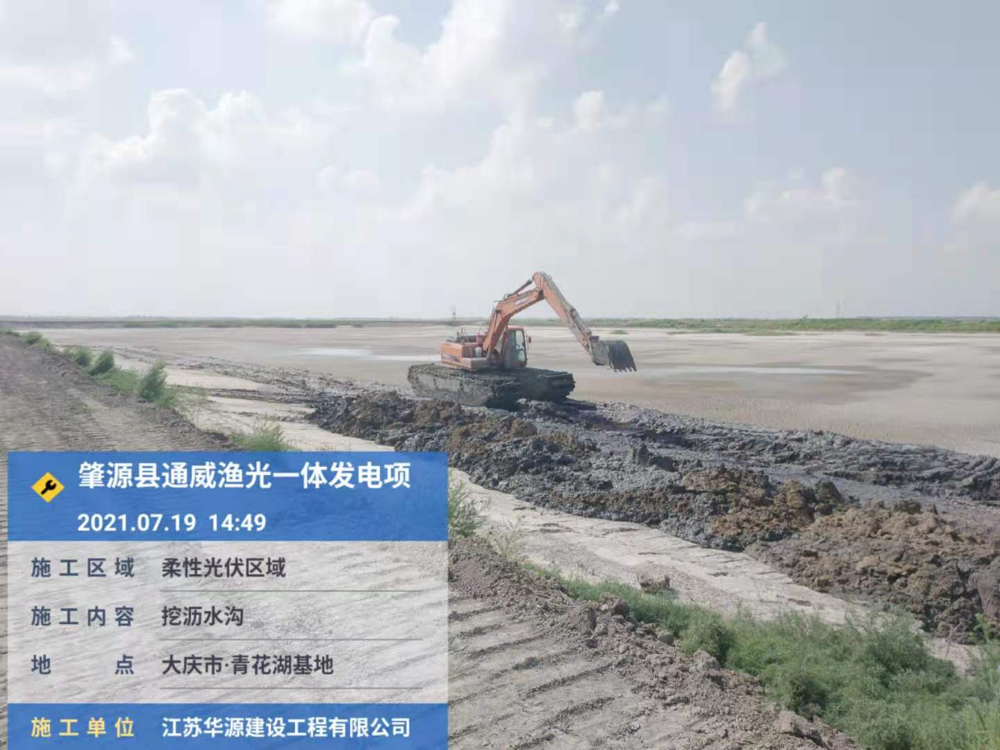 肇源县通威渔光一体发电项
2021.07.19 14:49
施工区域 柔性光伏区域
施工内容 挖沥水沟
地点 大庆市·青花湖基地
施工单位 江苏华源建设工程有限公司